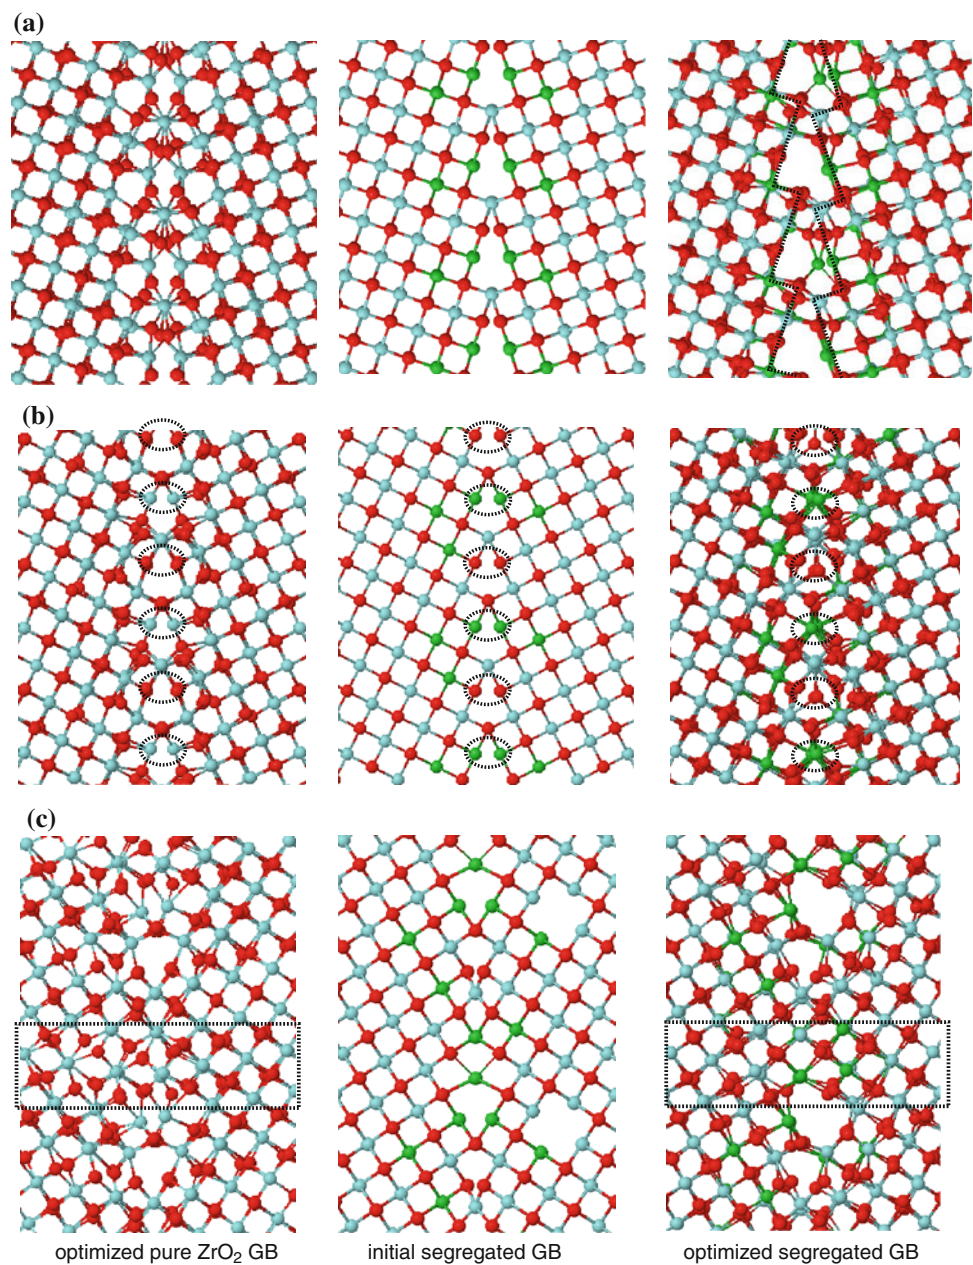 (a)
(b)
(c)
optimized pure ZrO₂ GB
initial segregated GB
optimized segregated GB